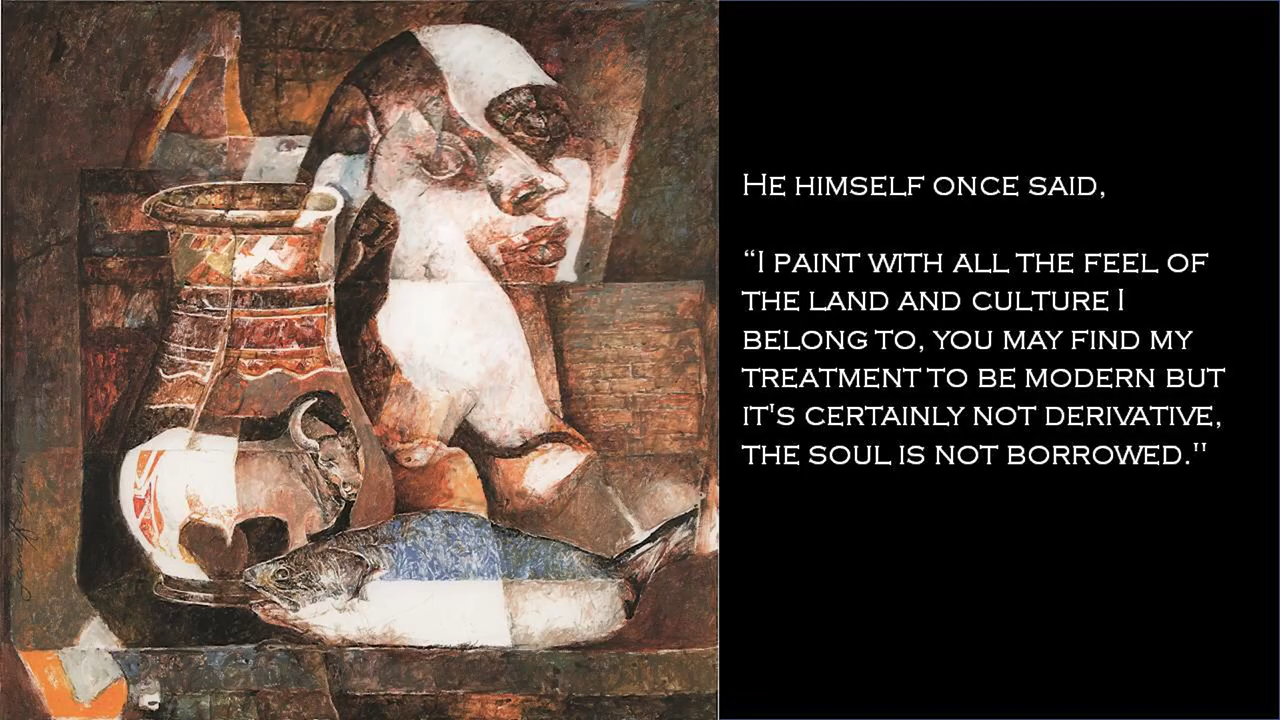 He himself once said,
“I paint with all the feel of
the land and culture I
belong to, you may find my
treatment to be modern but
it's certainly not derivative,
the soul is not borrowed."